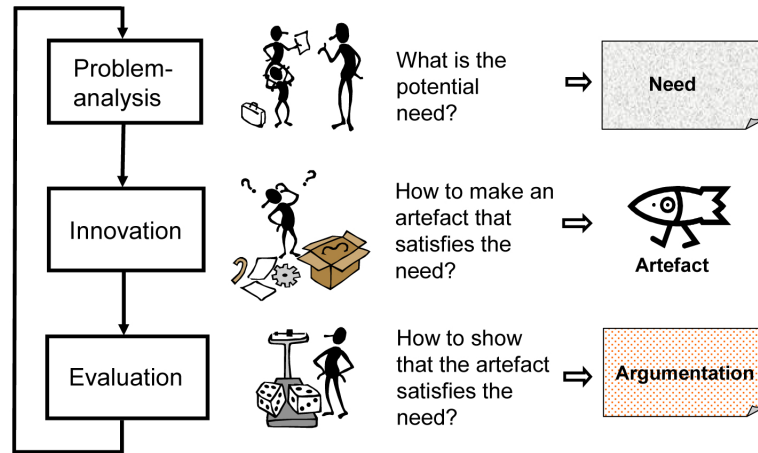 Problem-
analysis
What is the
potential
need?
Need
Innovation
? ?
How to make an
artefact that
satisfies the
need?
Artefact
Evaluation
How to show
that the artefact
satisfies the
need?
Argumentation